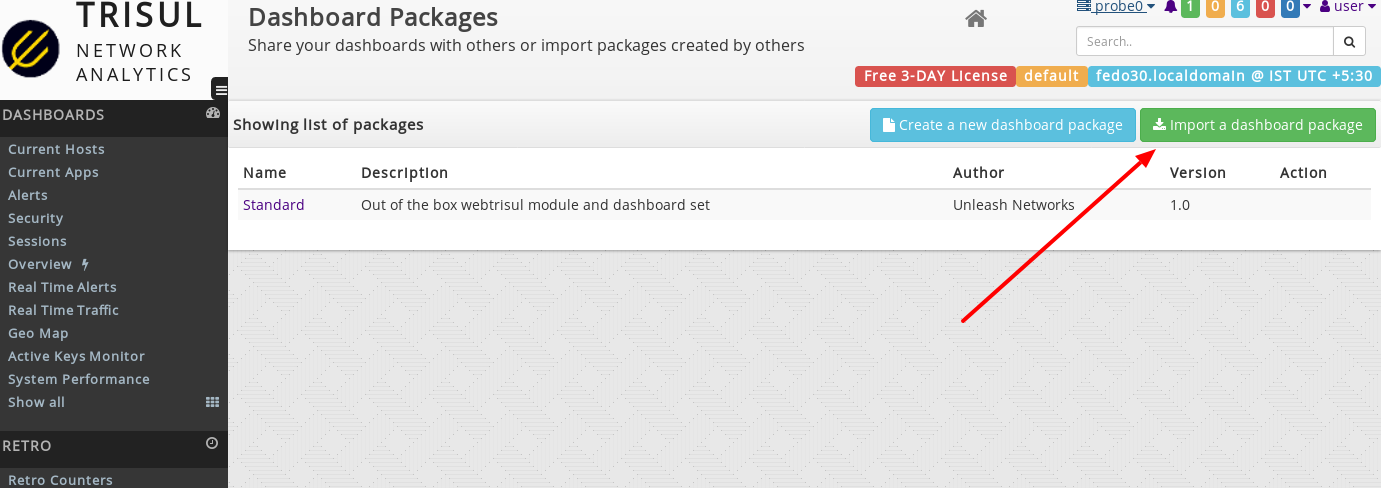 TRISUL
NETWORK
ANALYTICS
Dashboard Packages
Share your dashboards with others or import packages created by others
probe0 1 0 6 0 0 user
Search..
Free 3-DAY License default fedo30.localdomain @ IST UTC +5:30
DASHBOARDS
Current Hosts
Current Apps
Alerts
Security
Sessions
Overview
Real Time Alerts
Real Time Traffic
Geo Map
Active Keys Monitor
System Performance
Show all
RETRO
Retro Counters
Showing list of packages
Create a new dashboard package
Import a dashboard package
Name Description Author Version Action
Standard Out of the box webtrisul module and dashboard set Unleash Networks 1.0